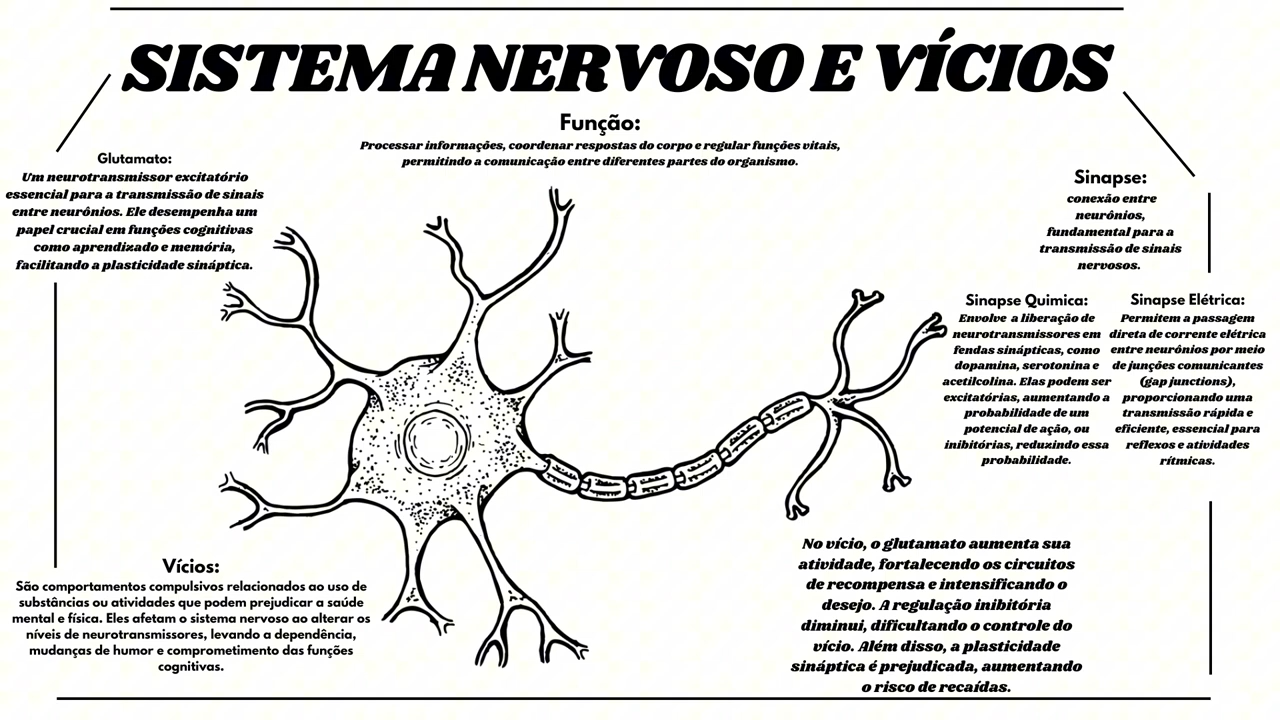 SISTEMA NERVOSO E VÍCIOS
Função:
Processar informações, coordenar respostas do corpo e regular funções vitais,
permitindo a comunicação entre diferentes partes do organismo.
Glutamato:
Um neurotransmissor excitatório
essencial para a transmissão de sinais
entre neurônios. Ele desempenha um
papel crucial em funções cognitivas
como aprendizado e memória,
facilitando a plasticidade sináptica.
Sinapse:
conexão entre
neurônios,
fundamental para a
transmissão de sinais
nervosos.
Sinapse Quimica:
Envolve a liberação de
neurotransmissores em
fendas sinápticas, como
dopamina, serotonina e
acetilcolina. Elas podem ser
excitatórias, aumentando a
probabilidade de um
potencial de ação, ou
inibitórias, reduzindo essa
probabilidade.
Sinapse Elétrica:
Permitem a passagem
direta de corrente elétrica
entre neurônios por meio
de junções comunicantes
(gap junctions),
proporcionando uma
transmissão rápida e
eficiente, essencial para
reflexos e atividades
rítmicas.
Vícios:
São comportamentos compulsivos relacionados ao uso de
substâncias ou atividades que podem prejudicar a saúde
mental e física. Eles afetam o sistema nervoso ao alterar os
níveis de neurotransmissores, levando a dependência,
mudanças de humor e comprometimento das funções
cognitivas.
No vício, o glutamato aumenta sua
atividade, fortalecendo os circuitos
de recompensa e intensificando o
desejo. A regulação inibitória
diminui, dificultando o controle do
vício. Além disso, a plasticidade
sináptica é prejudicada, aumentando
o risco de recaídas.